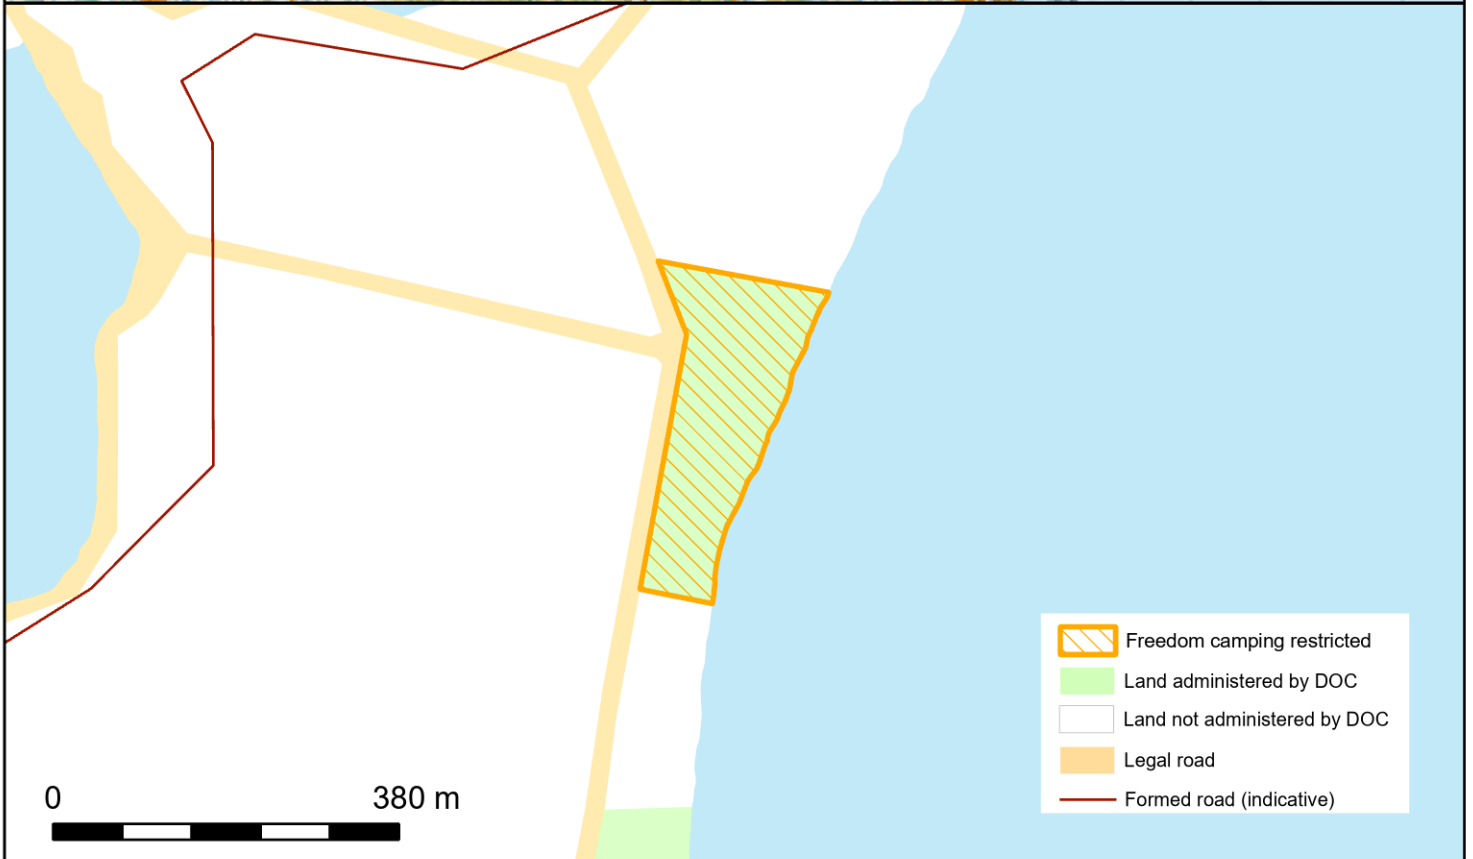 Freedom camping restricted
Land administered by DOC
Land not administered by DOC
Legal road
Formed road (indicative)
0 380 m